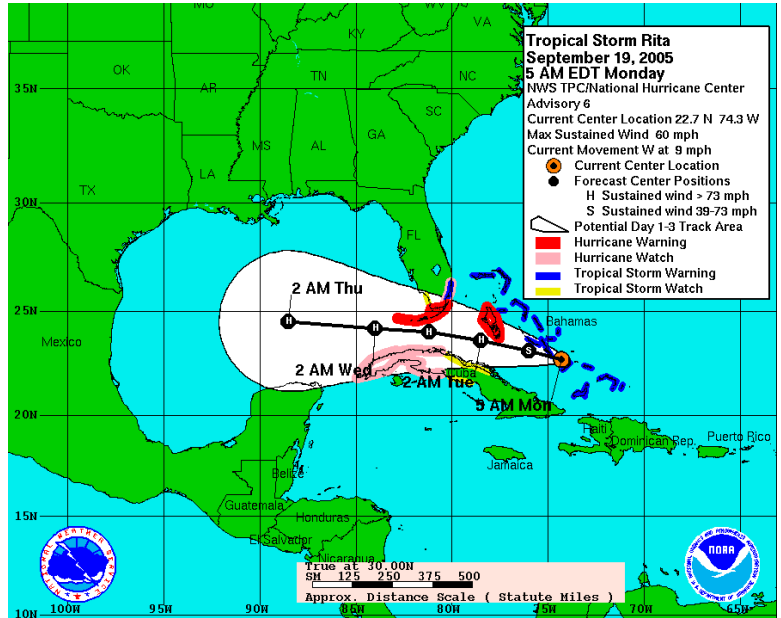 MO
KY
WV
VA
OK
TN
NC
AR
SC
MS
AL
GA
LA
TX
FL
Tropical Storm Rita
September 19, 2005
5 AM EDT Monday
NWS TPC/National Hurricane Center
Advisory 6
Current Center Location 22.7 N 74.3 W
Max Sustained Wind 60 mph
Current Movement W at 9 mph
Current Center Location
Forecast Center Positions
H Sustained wind > 73 mph
S Sustained wind 39-73 mph
Potential Day 1-3 Track Area
Hurricane Warning
Hurricane Watch
Tropical Storm Warning
Tropical Storm Watch
35N
30N
25N
20N
15N
10N
2 AM Thu
H
H
H
H
S
2 AM Wed
2 AM Tue
5 AM Mon
Bahamas
Mexico
Cuba
Haiti
Dominican Rep.
Puerto Rico
Jamaica
Belize
Guatemala
Honduras
El Salvador
Nicaragua
NATIONAL WEATHER SERVICE
NOAA
True at 30.00N
SM 125 250 375 500
Approx. Distance Scale ( Statute Miles )
100W 95W 90W 85W 80W 75W 70W 65W